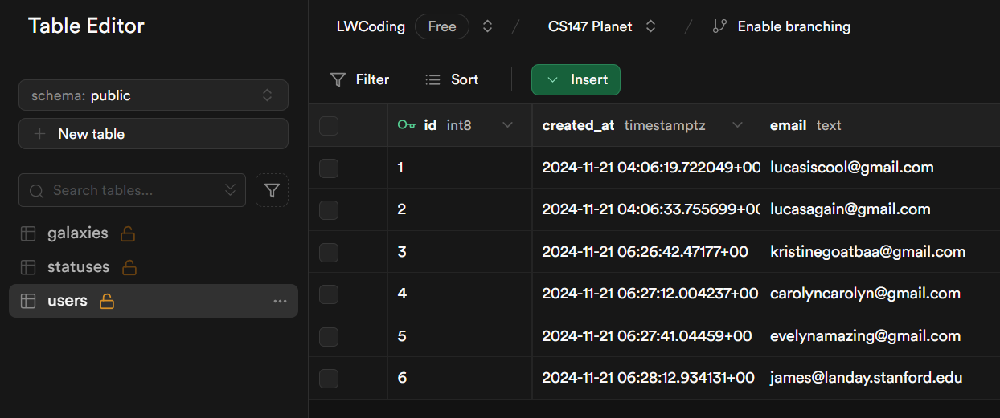 Table Editor
LWCoding Free / CS147 Planet / Enable branching
schema: public
New table
Search tables...
galaxies
statuses
users
Filter Sort Insert
id int8 created_at timestamptz email text
1 2024-11-21 04:06:19.722049+00 lucasiscool@gmail.com
2 2024-11-21 04:06:33.755699+00 lucasagain@gmail.com
3 2024-11-21 06:26:42.47177+00 kristinegoatbaa@gmail.com
4 2024-11-21 06:27:12.004237+00 carolyncarolyn@gmail.com
5 2024-11-21 06:27:41.04459+00 evelynamazing@gmail.com
6 2024-11-21 06:28:12.934131+00 james@landay.stanford.edu